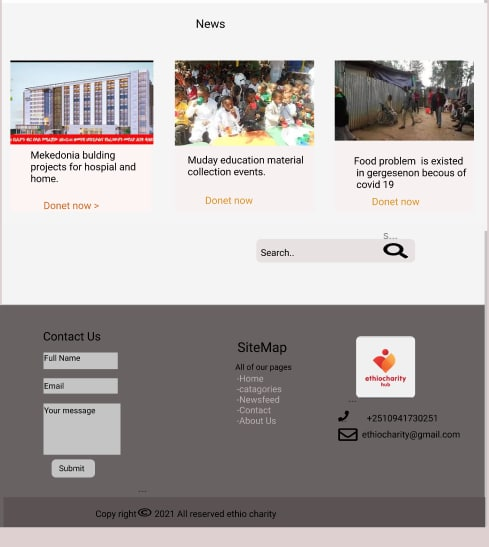 News
Mekedonia bulding
projects for hospial and
home.
Donet now >
Muday education material
collection events.
Donet now
Food problem is existed
in gergesenon becous of
covid 19
Donet now
s...
Search..
Contact Us
Full Name
Email
Your message
Submit
...
SiteMap
All of our pages
-Home
-catagories
-Newsfeed
-Contact
-About Us
ethiocharity
hub
...
+2510941730251
ethiocharity@gmail.com
Copy right © 2021 All reserved ethio charity